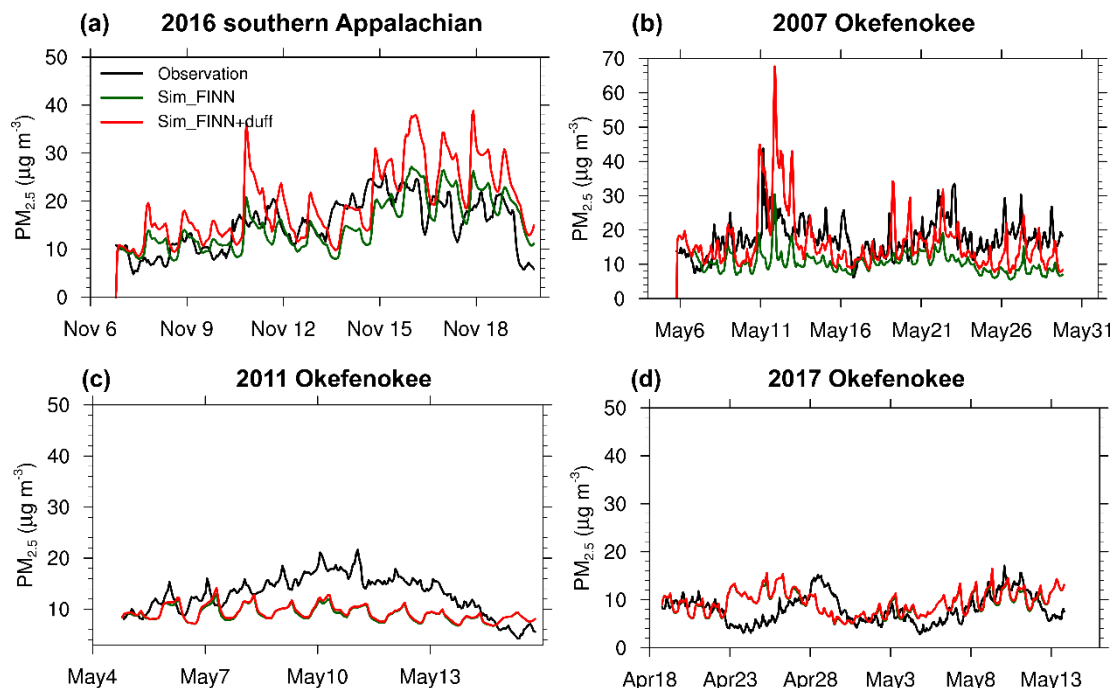 (a) 2016 southern Appalachian
PM2.5 (µg m-3)
50
40
30
20
10
0
Observation
Sim_FINN
Sim_FINN+duff
Nov 6 Nov 9 Nov 12 Nov 15 Nov 18
(b) 2007 Okefenokee
PM2.5 (µg m-3)
70
60
50
40
30
20
10
0
May6 May11 May16 May21 May26 May31
(c) 2011 Okefenokee
PM2.5 (µg m-3)
50
40
30
20
10
May4 May7 May10 May13
(d) 2017 Okefenokee
PM2.5 (µg m-3)
50
40
30
20
10
0
Apr18 Apr23 Apr28 May3 May8 May13